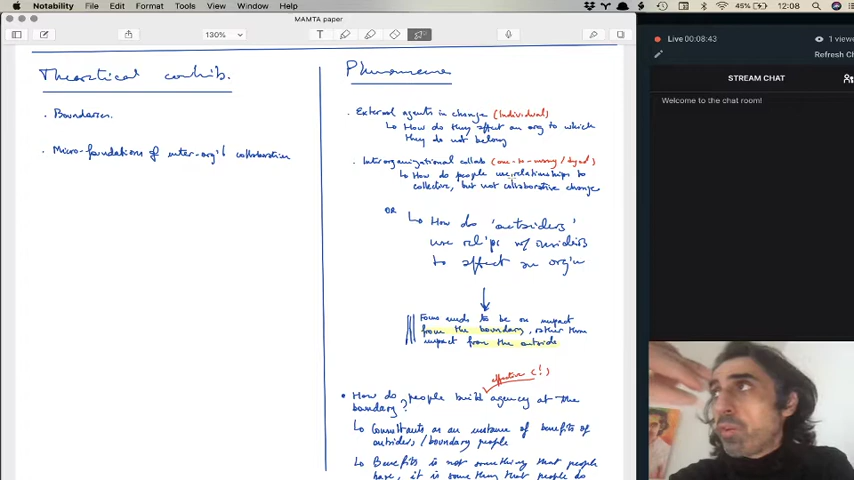 Notability File Edit Format Tools View Window Help
45% 12:08
MAMTA paper
130%
T
Live 00:08:43
1 viewe
Refresh C
STREAM CHAT
Welcome to the chat room!
Theoretical contrib.
· Boundaries.
· Micro-foundations of inter-org'l collaboration
Phenomena
· External agents in change (Individual)
↳ How do they affect an org to which
they do not belong
· Interorganizational collab (one-to-many / dyad)
↳ How do people use relationships to
collective, but not collaborative change
OR ↳ How do 'outsiders'
use rel'ps w/ insiders
to affect an org'n
Focus needs to be on impact
from the boundary, rather than
impact from the outside
effective (!)
• How do people build agency at the
boundary?
↳ Consultants as an instance of benefits of
outsiders / boundary people
↳ Benefits is not something that people
have, it is something that people do